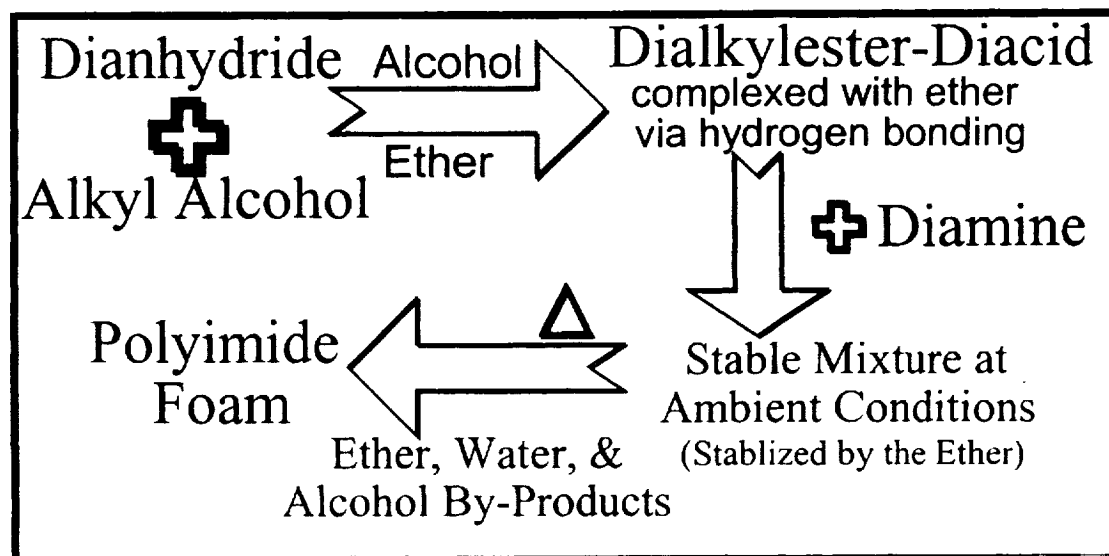 Dianhydride
Alkyl Alcohol
Alcohol
Ether
Dialkylester-Diacid
complexed with ether
via hydrogen bonding
Diamine
Stable Mixture at
Ambient Conditions
(Stablized by the Ether)
Δ
Ether, Water, &
Alcohol By-Products
Polyimide
Foam